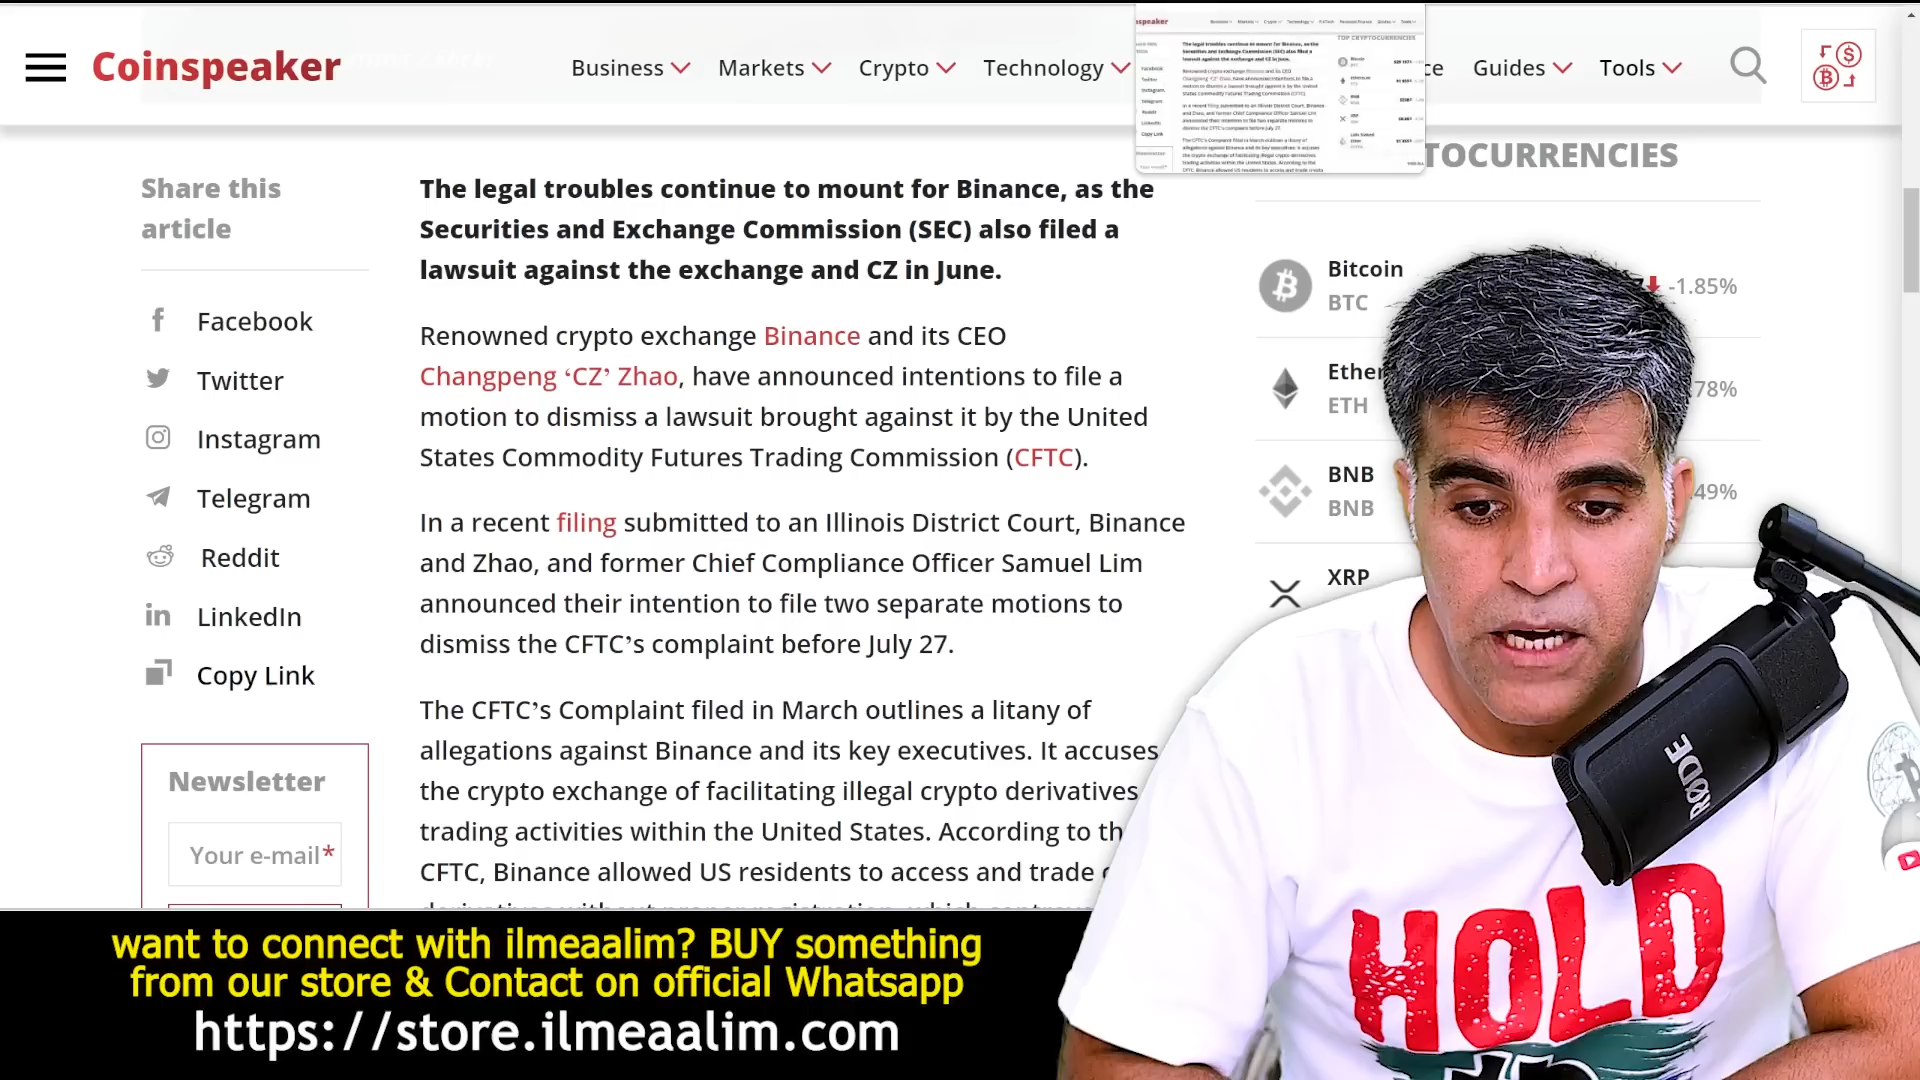 Coinspeaker
Business
Markets
Crypto
Technology
Guides
Tools
TOCURRENCIES
Share this
article
Facebook
Twitter
Instagram
Telegram
Reddit
LinkedIn
Copy Link
Newsletter
Your e-mail*
The legal troubles continue to mount for Binance, as the
Securities and Exchange Commission (SEC) also filed a
lawsuit against the exchange and CZ in June.
Renowned crypto exchange Binance and its CEO
Changpeng ‘CZ’ Zhao, have announced intentions to file a
motion to dismiss a lawsuit brought against it by the United
States Commodity Futures Trading Commission (CFTC).
In a recent filing submitted to an Illinois District Court, Binance
and Zhao, and former Chief Compliance Officer Samuel Lim
announced their intention to file two separate motions to
dismiss the CFTC’s complaint before July 27.
The CFTC’s Complaint filed in March outlines a litany of
allegations against Binance and its key executives. It accuses
the crypto exchange of facilitating illegal crypto derivatives
trading activities within the United States. According to th
CFTC, Binance allowed US residents to access and trade
Bitcoin
BTC
-1.85%
Ether
ETH
78%
BNB
BNB
.49%
XRP
RØDE
HOLD
want to connect with ilmeaalim? BUY something
from our store & Contact on official Whatsapp
https://store.ilmeaalim.com